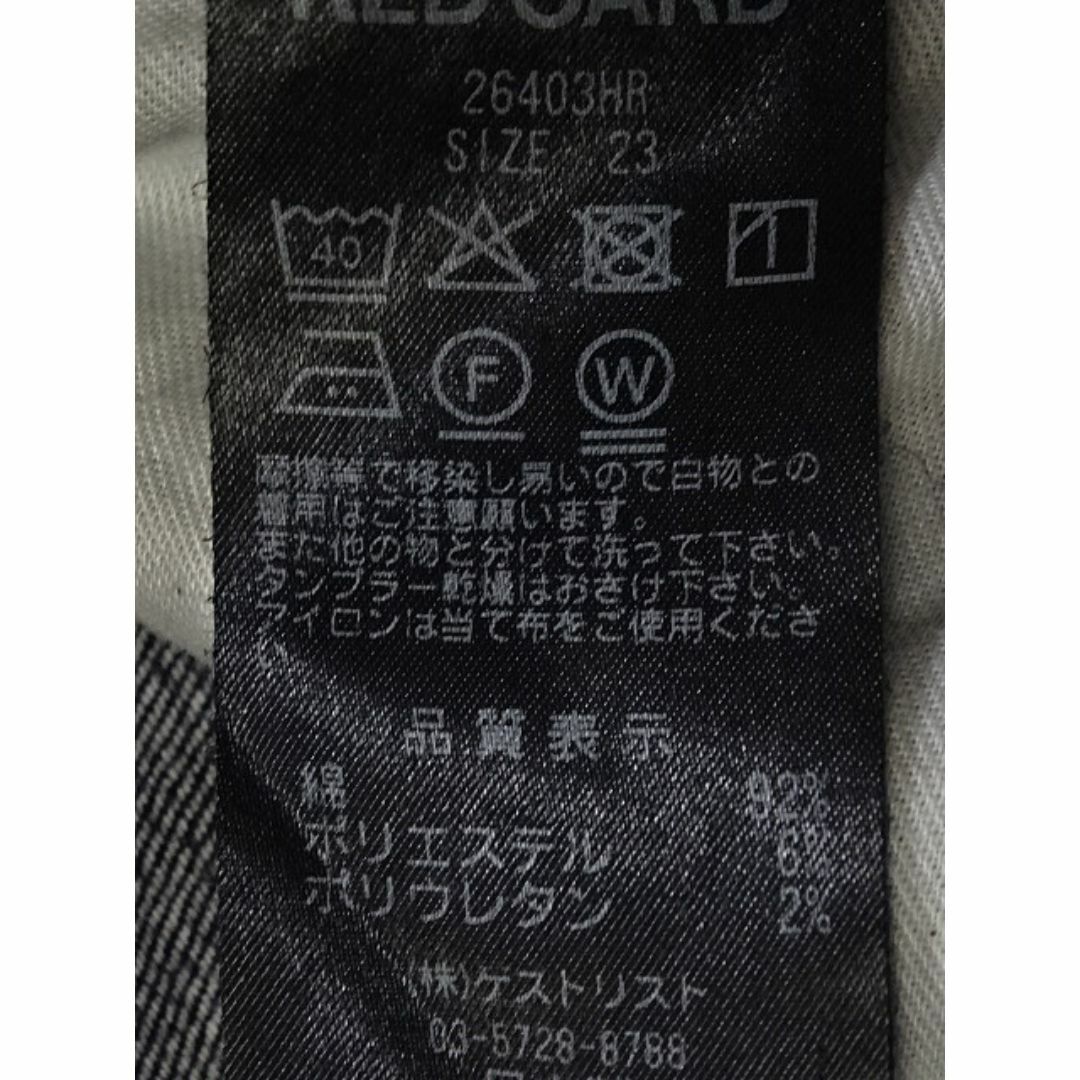 RED CARD
26403HR
SIZE 23
40
F W
摩擦等で移染し易いので白物との
着用はご注意願います。
また他の物と分けて洗って下さい。
タンブラー乾燥はおさけ下さい。
アイロンは当て布をご使用くださ
い
品質表示
綿 92%
ポリエステル 6%
ポリウレタン 2%
(株)ゲストリスト
03-5728-8788